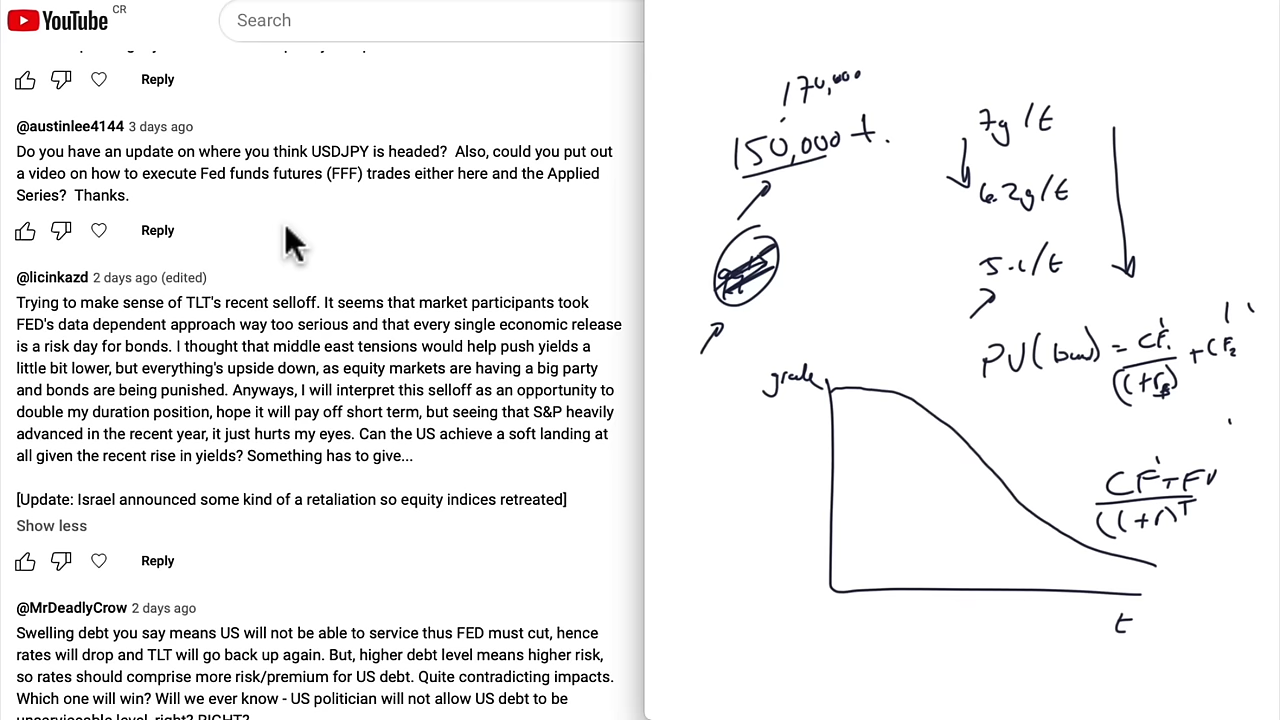 YouTube CR
Search
Reply
@austinlee4144 3 days ago
Do you have an update on where you think USDJPY is headed?  Also, could you put out
a video on how to execute Fed funds futures (FFF) trades either here and the Applied
Series?  Thanks.
Reply
@licinkazd 2 days ago (edited)
Trying to make sense of TLT's recent selloff. It seems that market participants took
FED's data dependent approach way too serious and that every single economic release
is a risk day for bonds. I thought that middle east tensions would help push yields a
little bit lower, but everything's upside down, as equity markets are having a big party
and bonds are being punished. Anyways, I will interpret this selloff as an opportunity to
double my duration position, hope it will pay off short term, but seeing that S&P heavily
advanced in the recent year, it just hurts my eyes. Can the US achieve a soft landing at
all given the recent rise in yields? Something has to give...
[Update: Israel announced some kind of a retaliation so equity indices retreated]
Show less
Reply
@MrDeadlyCrow 2 days ago
Swelling debt you say means US will not be able to service thus FED must cut, hence
rates will drop and TLT will go back up again. But, higher debt level means higher risk,
so rates should comprise more risk/premium for US debt. Quite contradicting impacts.
Which one will win? Will we ever know - US politician will not allow US debt to be
unserviceable level, right? RIGHT?
170,000
150,000 t.
7g/t
6.2g/t
grade
t